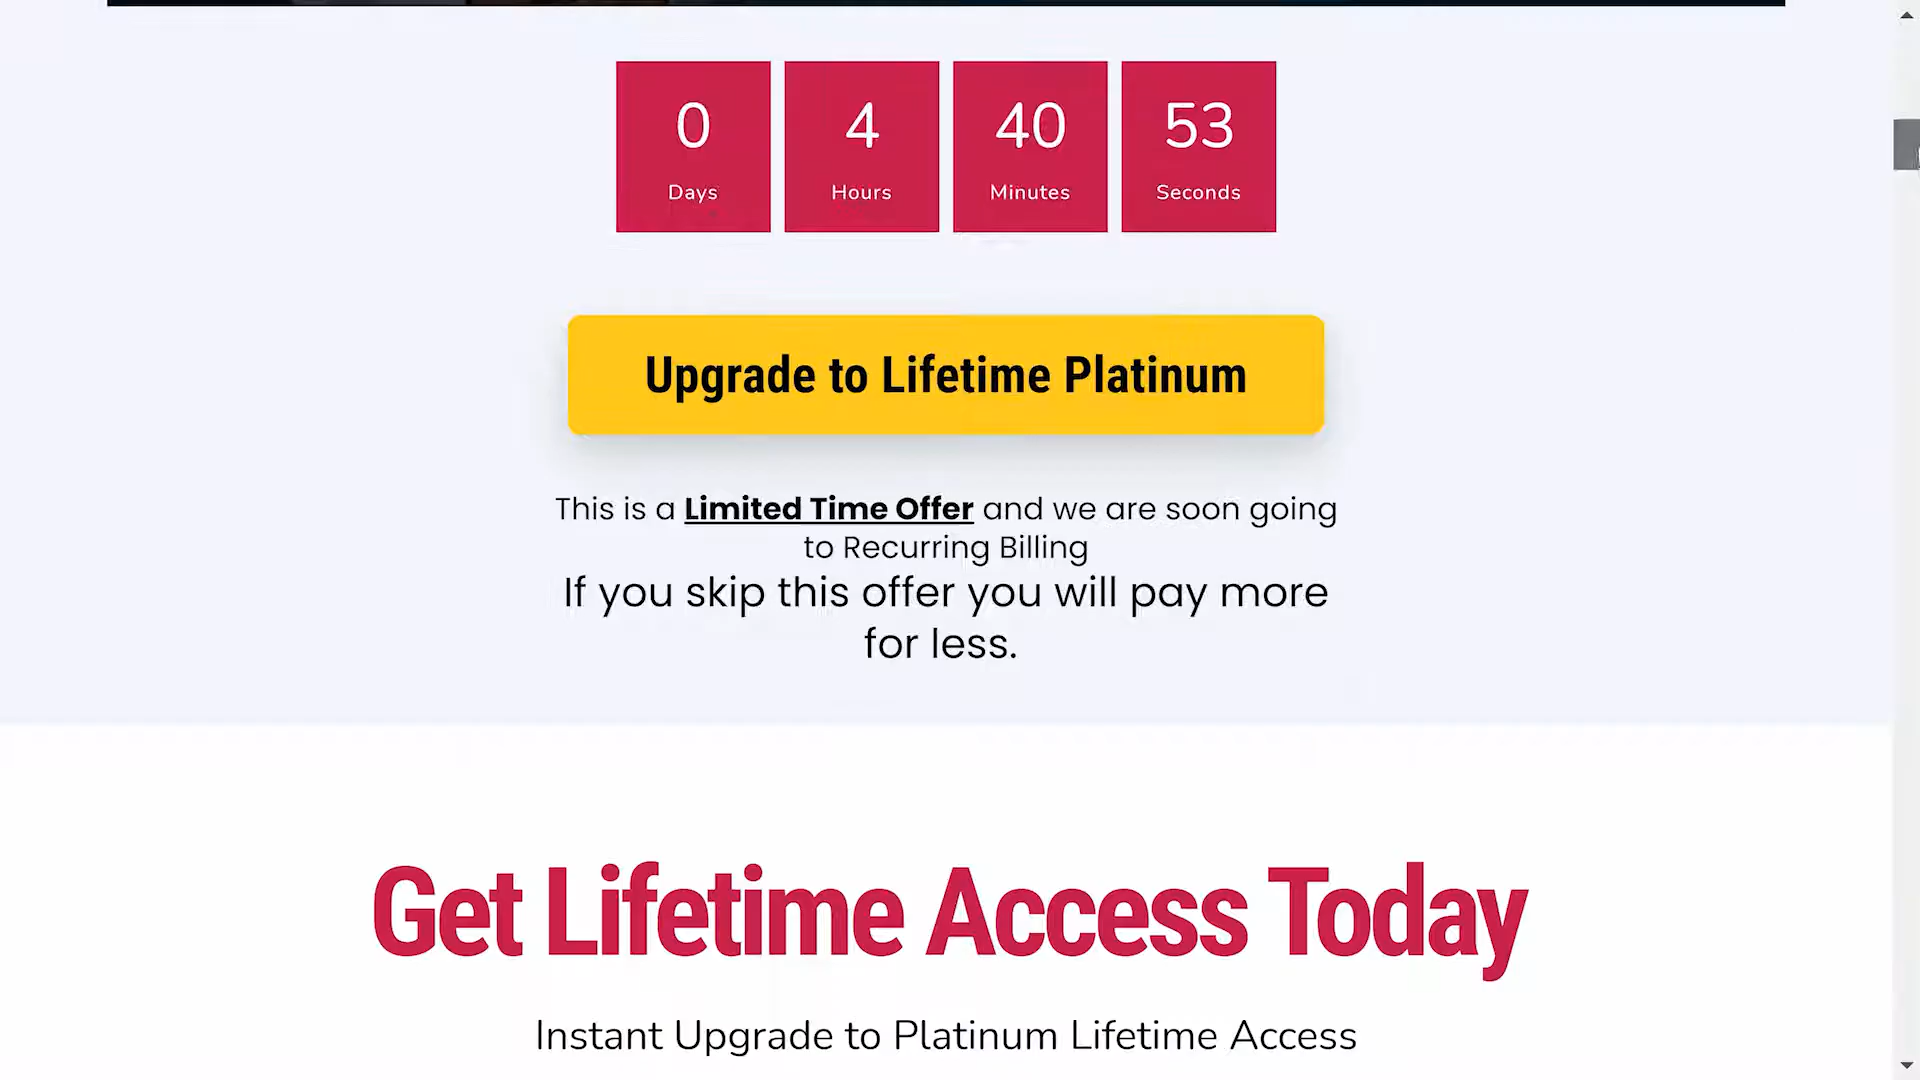 0 4 40 53
Days Hours Minutes Seconds
Upgrade to Lifetime Platinum
This is a Limited Time Offer and we are soon going
to Recurring Billing
If you skip this offer you will pay more
for less.
Get Lifetime Access Today
Instant Upgrade to Platinum Lifetime Access